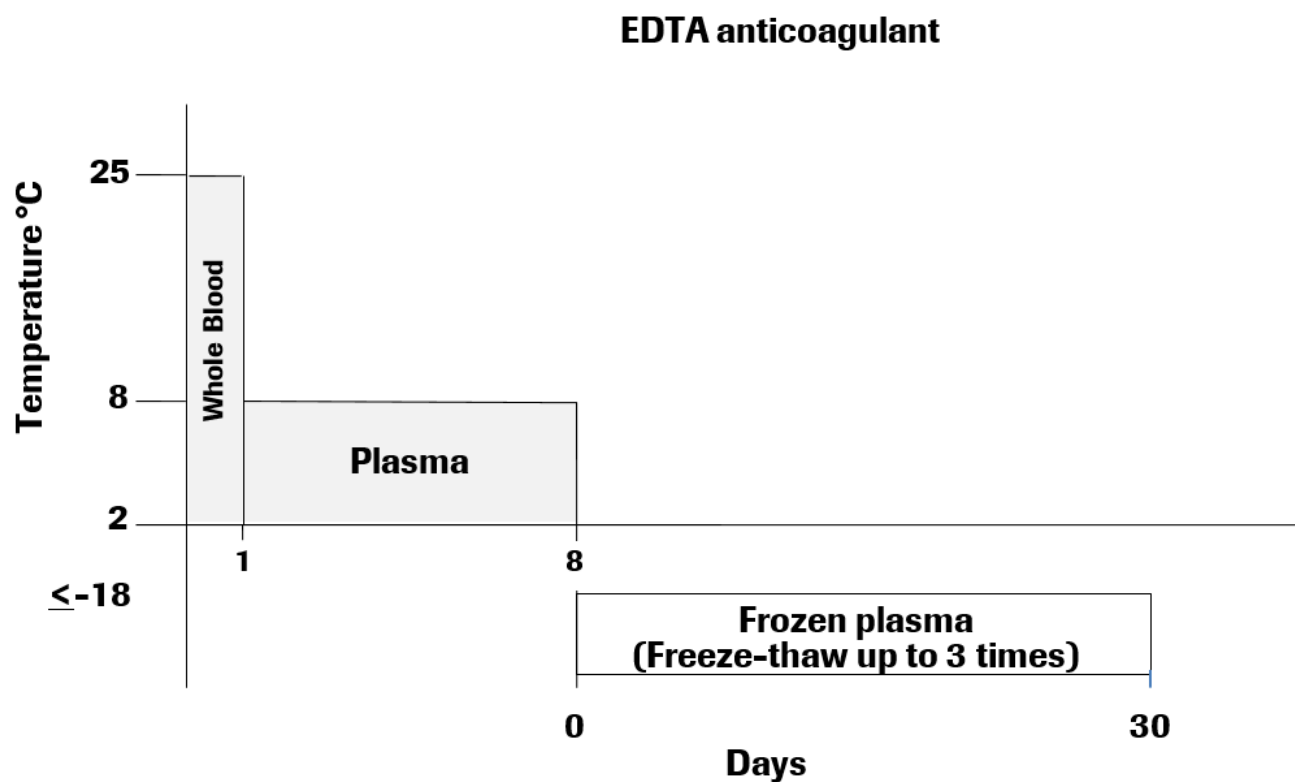 EDTA anticoagulant
25
Temperature °C
Whole Blood
8
Plasma
2
1
8
≤-18
Frozen plasma
(Freeze-thaw up to 3 times)
0
30
Days